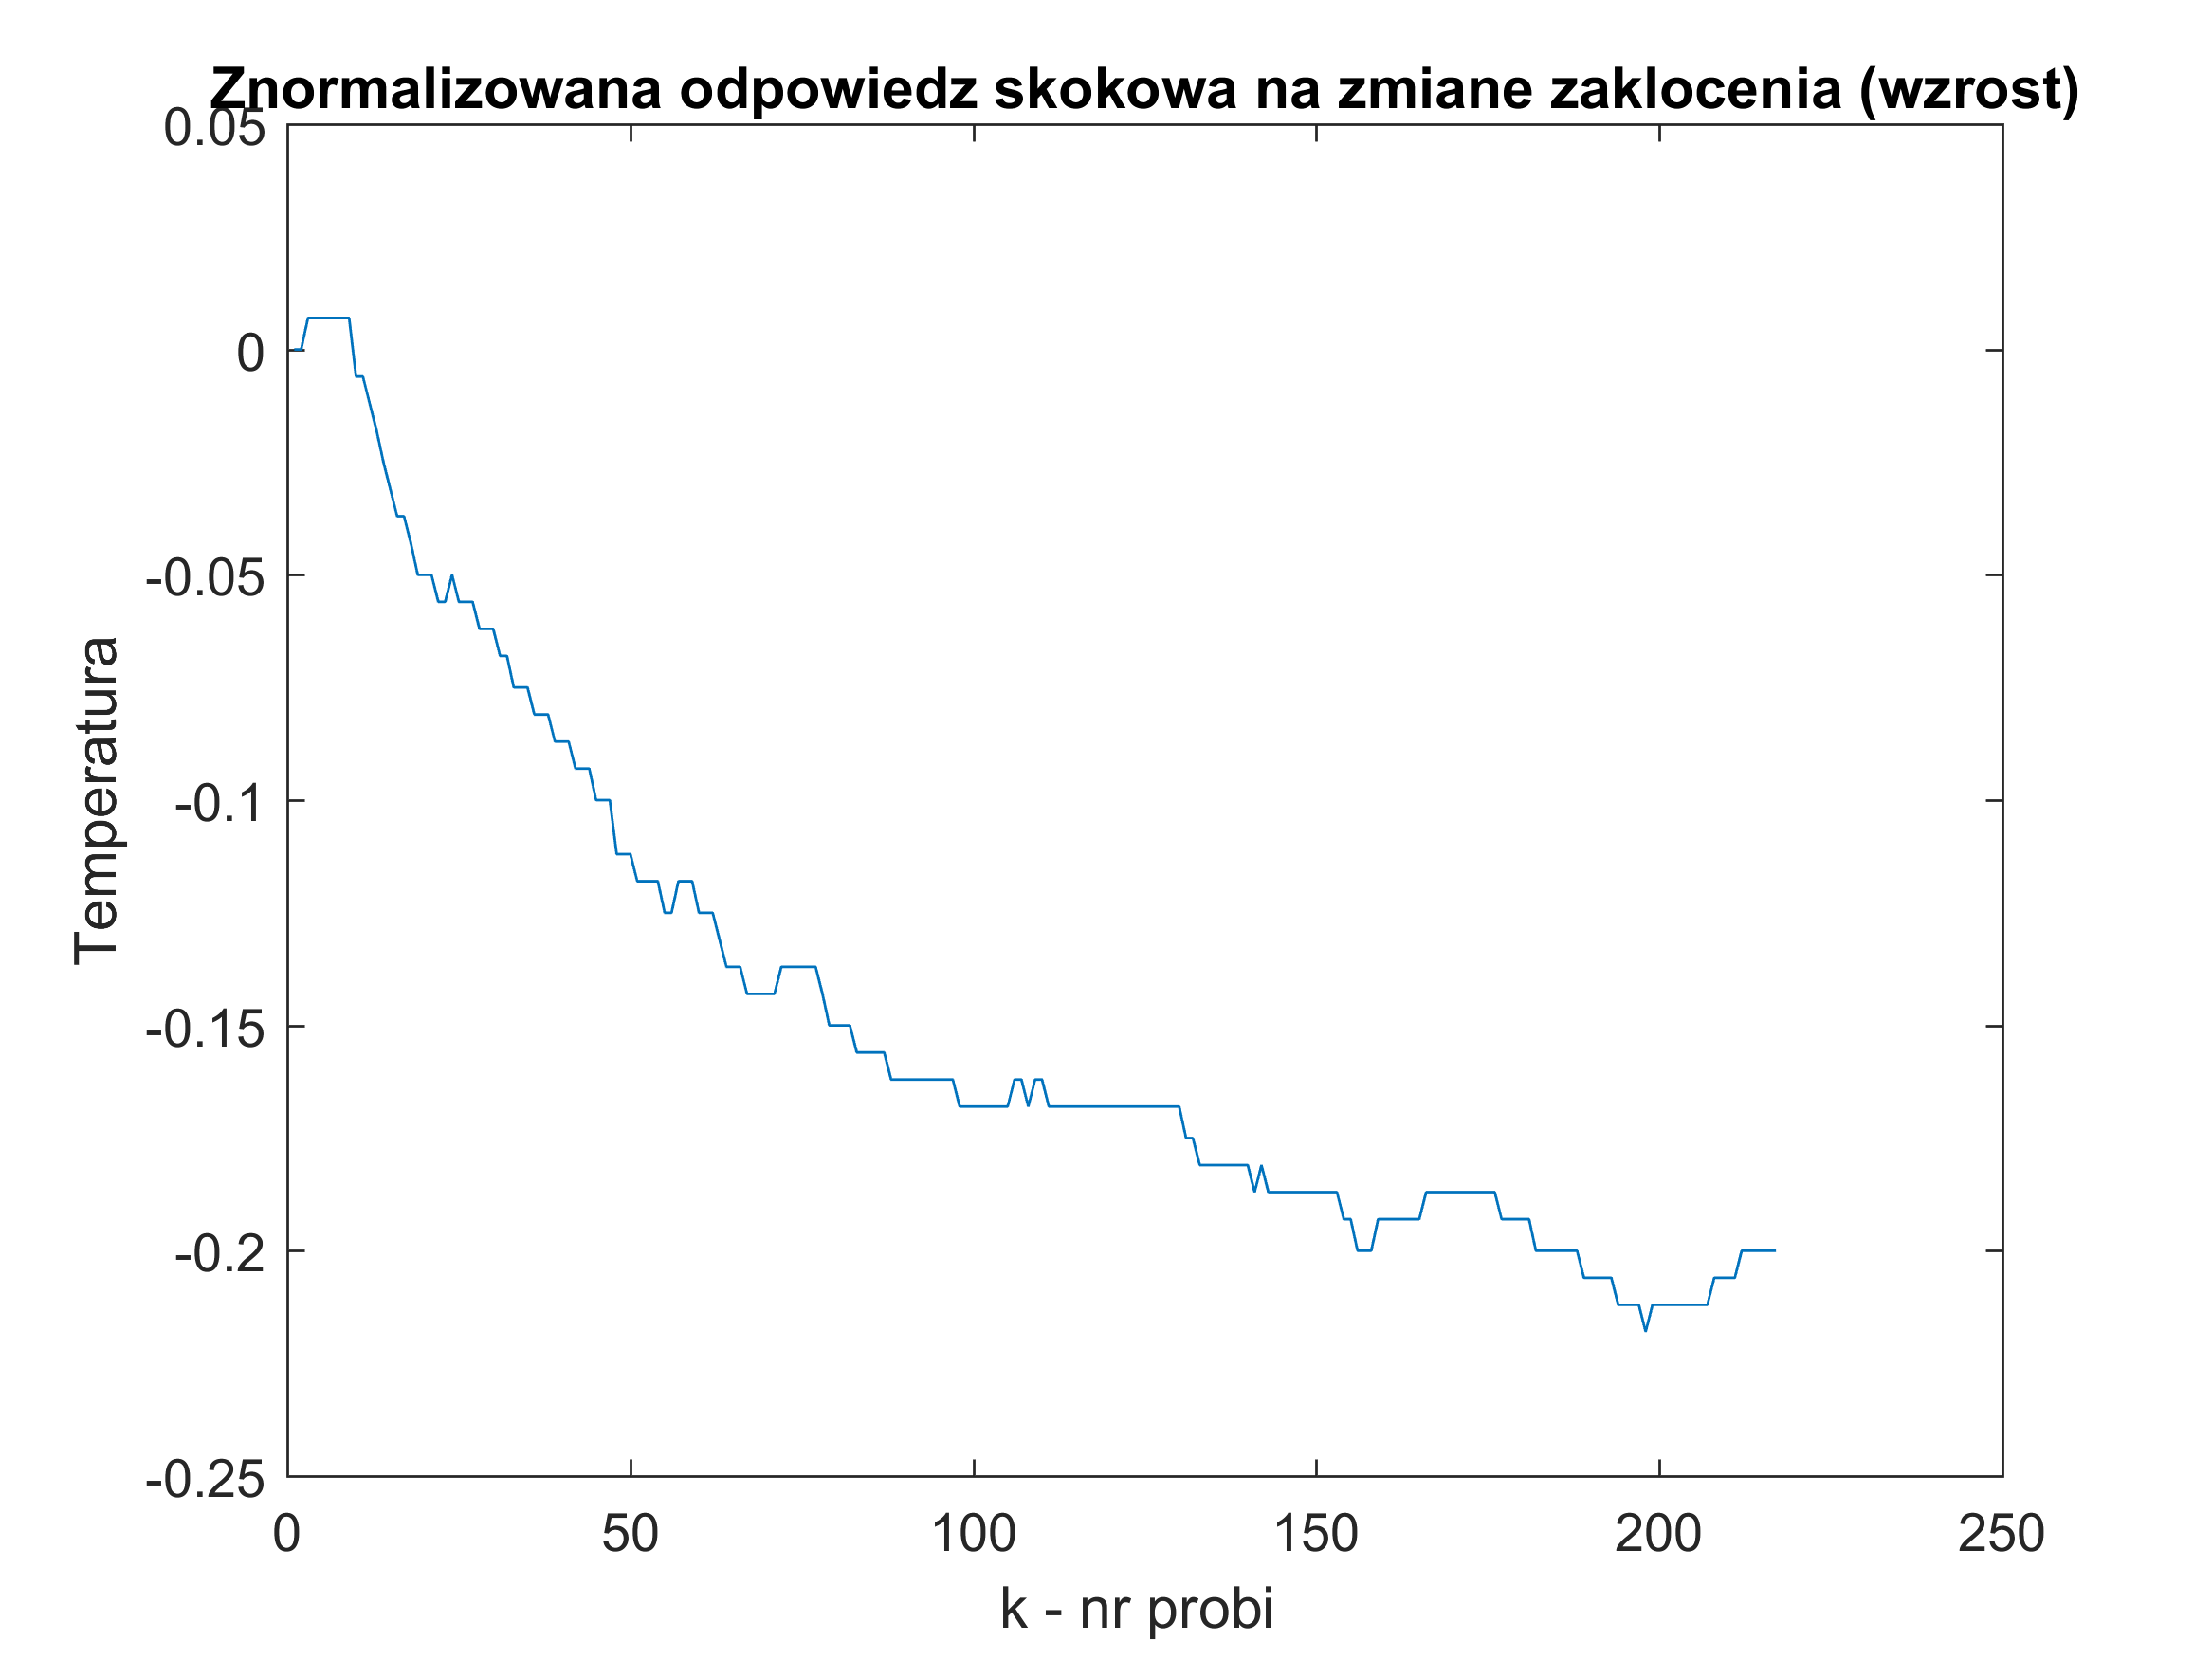 Znormalizowana odpowiedz skokowa na zmiane zaklocenia (wzrost)
0.05
0
-0.05
-0.1
-0.15
-0.2
-0.25
Temperatura
0 50 100 150 200 250
k - nr probi